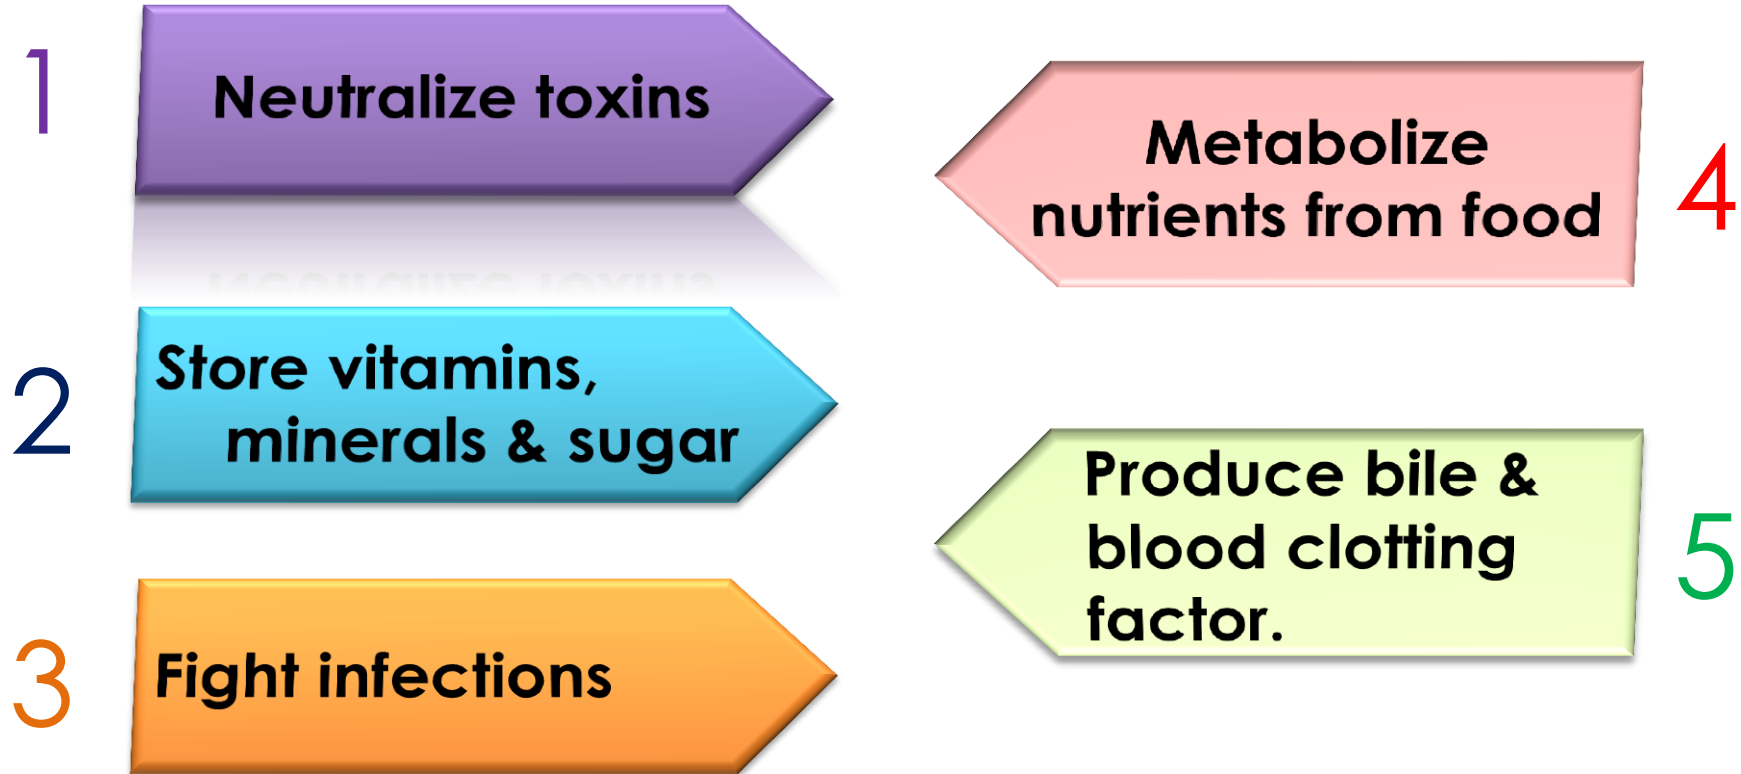 1
Neutralize toxins
2
Store vitamins,
minerals & sugar
3
Fight infections
Metabolize
nutrients from food
4
Produce bile &
blood clotting
factor.
5